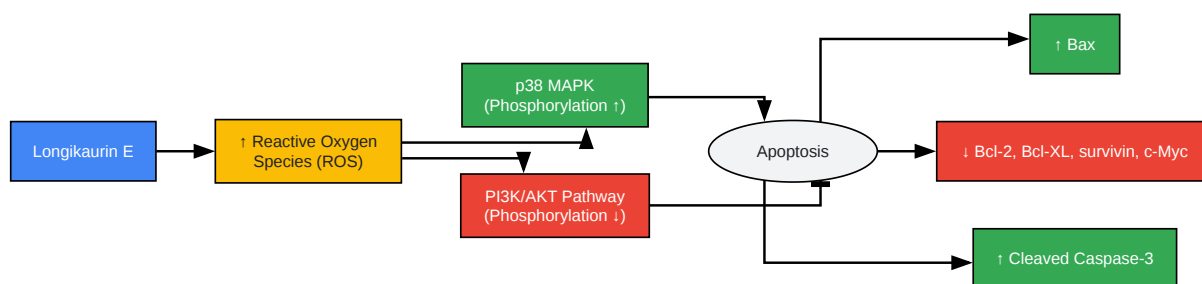 Longikaurin E
↑ Reactive Oxygen
Species (ROS)
p38 MAPK
(Phosphorylation ↑)
PI3K/AKT Pathway
(Phosphorylation ↓)
Apoptosis
↑ Bax
↓ Bcl-2, Bcl-XL, survivin, c-Myc
↑ Cleaved Caspase-3